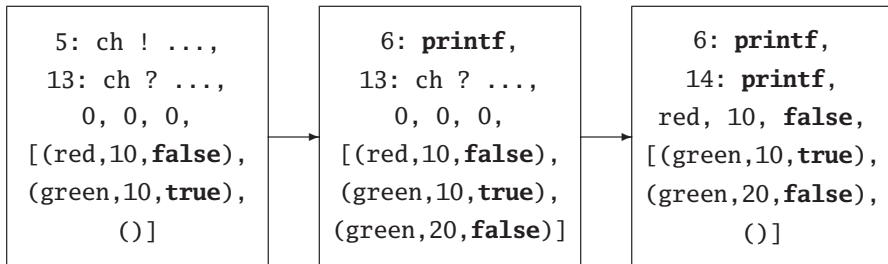 5: ch ! ...,
13: ch ? ...,
0, 0, 0,
[(red,10,false),
(green,10,true),
()]
6: printf,
13: ch ? ...,
0, 0, 0,
[(red,10,false),
(green,10,true),
(green,20,false)]
6: printf,
14: printf,
red, 10, false,
[(green,10,true),
(green,20,false),
()]